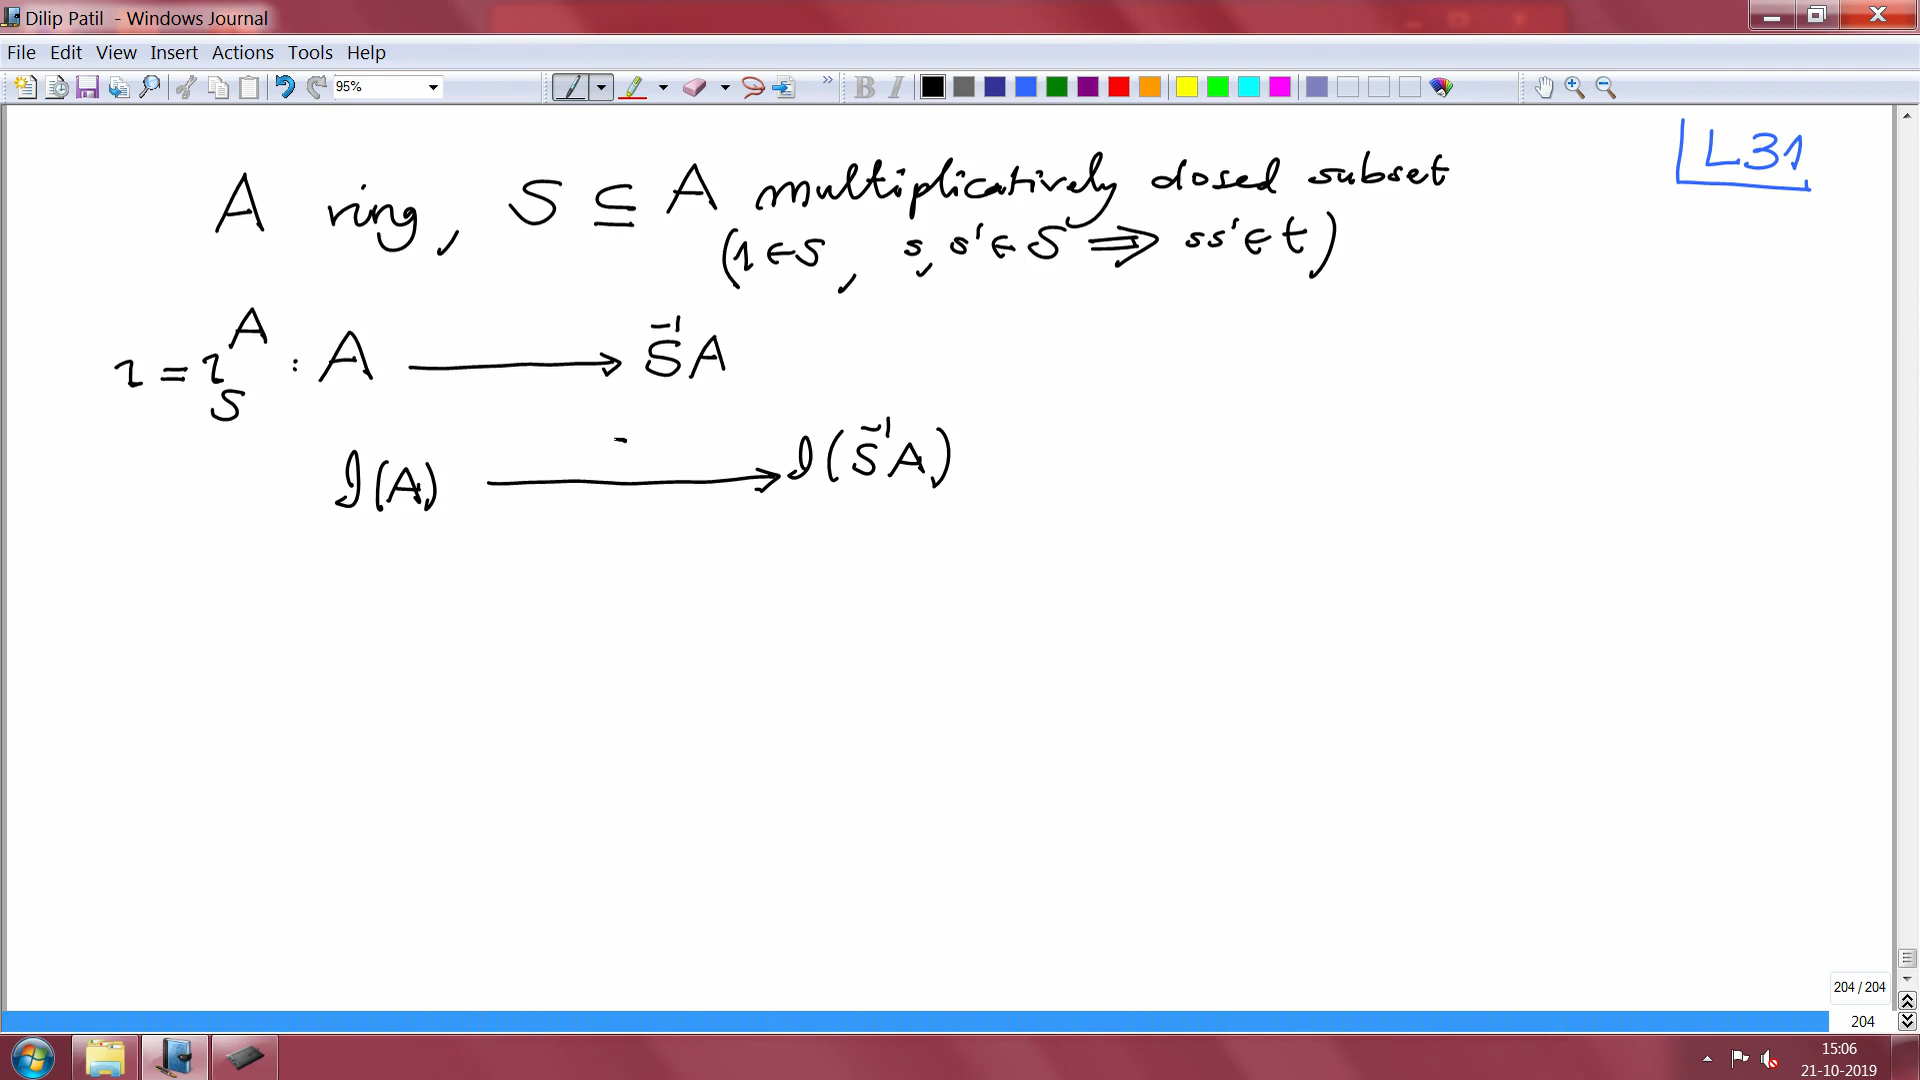 Dilip Patil - Windows Journal
File Edit View Insert Actions Tools Help
95%
B I
L31
A ring, S ⊆ A multiplicatively closed subset
(1 ∈ S, s, s' ∈ S ⟹ ss' ∈ t)
ι = ι_S^A : A ⟶ S⁻¹A
I(A) ⟶ I(S⁻¹A)
204 / 204
204
15:06
21-10-2019